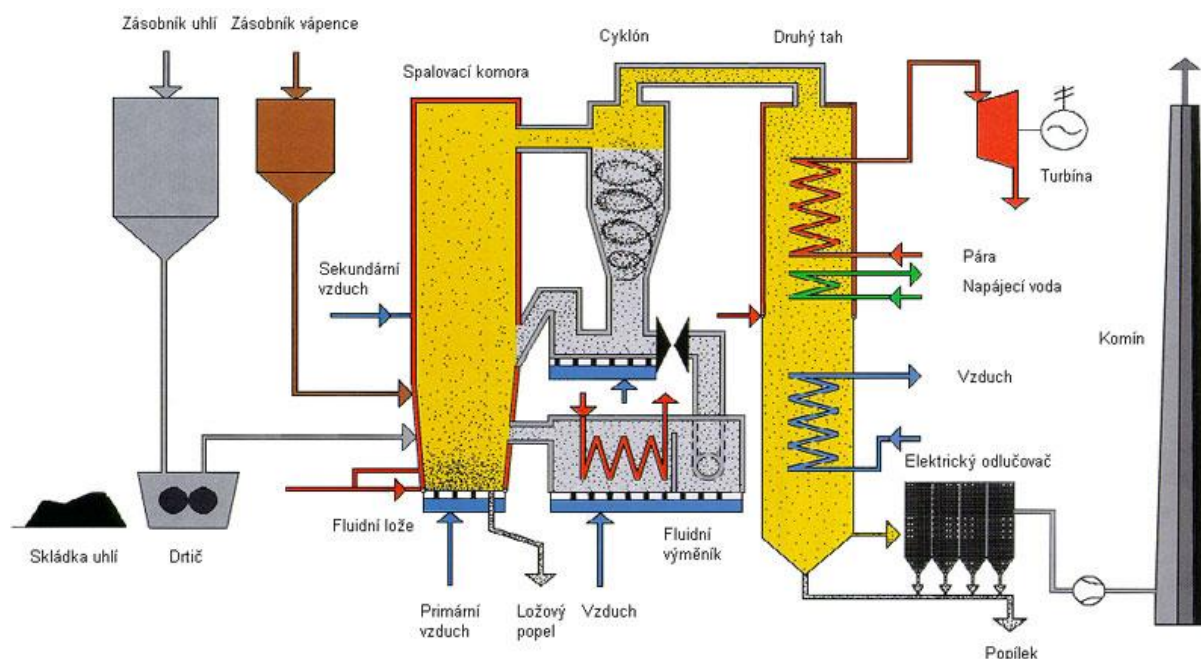 Zásobník uhlí
Zásobník vápence
Cyklón
Druhý tah
Spalovací komora
Turbína
Sekundární
vzduch
Pára
Napájecí voda
Komín
Vzduch
Elektrický odlučovač
Fluidní lože
Fluidní
výměník
Skládka uhlí
Drtič
Primární
vzduch
Ložový
popel
Vzduch
Popílek